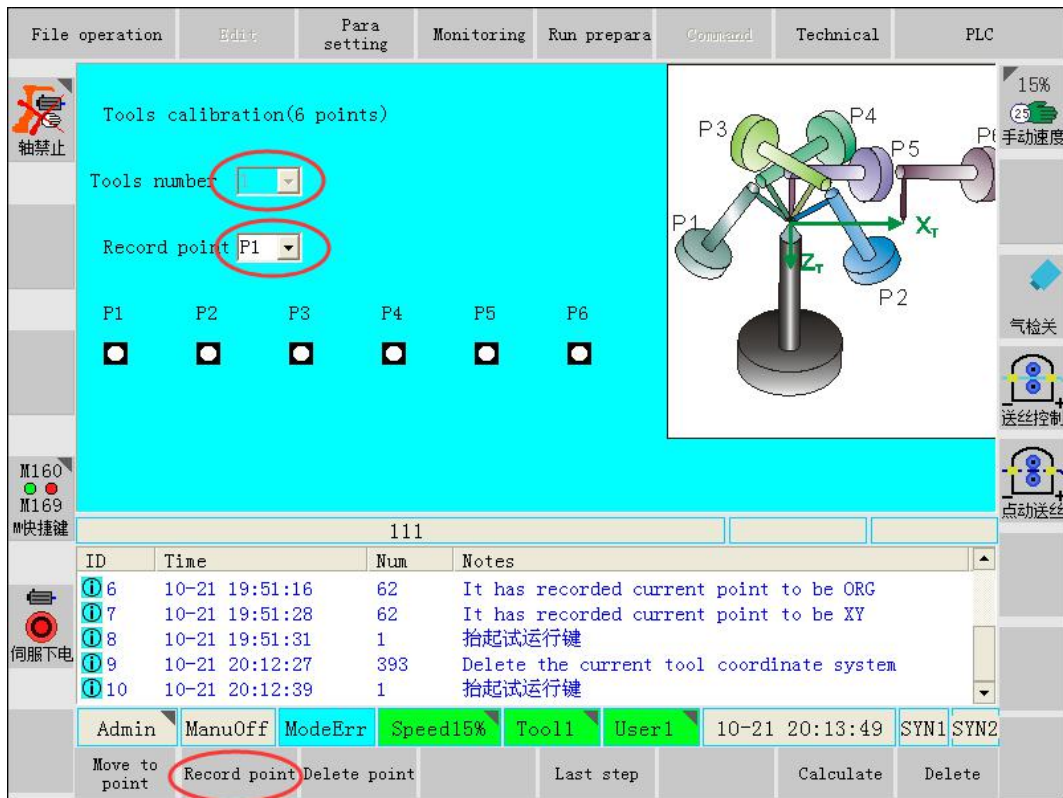 File operation
Edit
Para setting
Monitoring
Run prepara
Command
Technical
PLC
轴禁止
Tools calibration(6 points)
Tools number 1
Record point P1
P1 P2 P3 P4 P5 P6
P3
P4
P5
P6
P1
P2
XT
ZT
15%
25
手动速度
气检关
- +
送丝控制
- +
点动送丝
M160
M169
M快捷键
伺服下电
111
ID Time Num Notes
6 10-21 19:51:16 62 It has recorded current point to be ORG
7 10-21 19:51:28 62 It has recorded current point to be XY
8 10-21 19:51:31 1 抬起试运行键
9 10-21 20:12:27 393 Delete the current tool coordinate system
10 10-21 20:12:39 1 抬起试运行键
Admin ManuOff ModeErr Speed15% Tool1 User1 10-21 20:13:49 SYN1 SYN2
Move to point
Record point
Delete point
Last step
Calculate
Delete